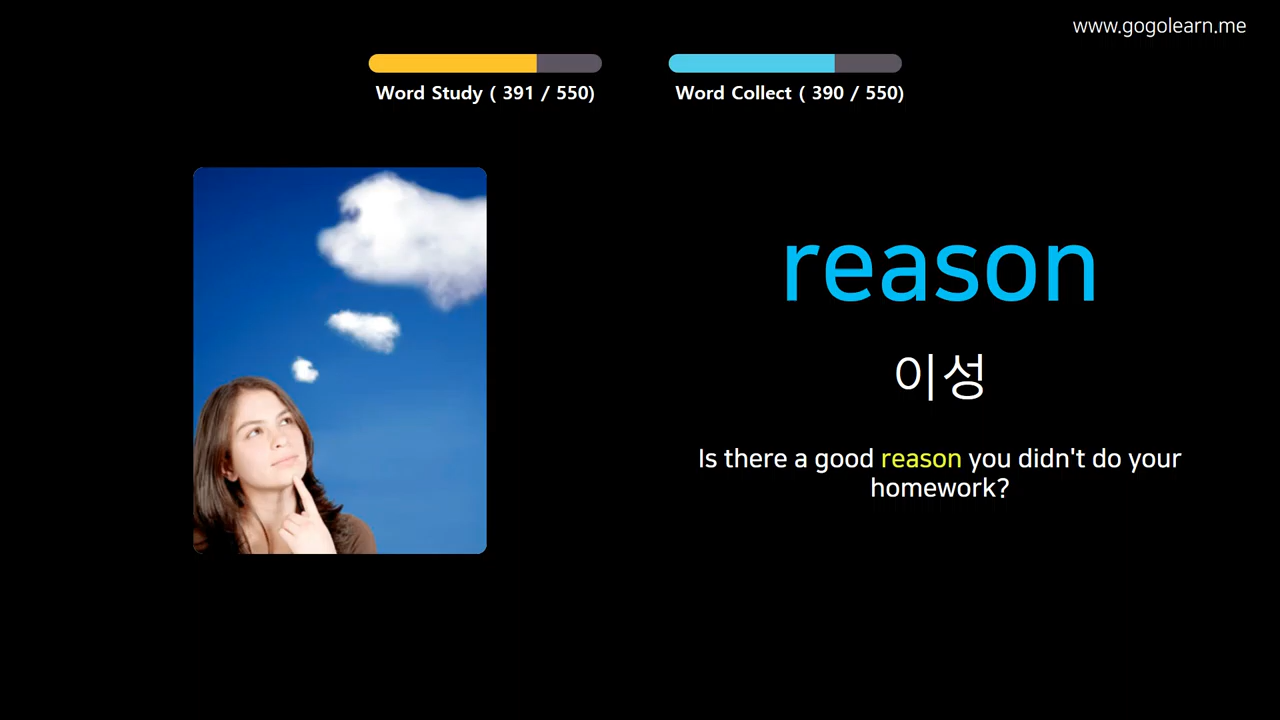 www.gogolearn.me
Word Study ( 391 / 550)
Word Collect ( 390 / 550)
reason
이성
Is there a good reason you didn't do your
homework?